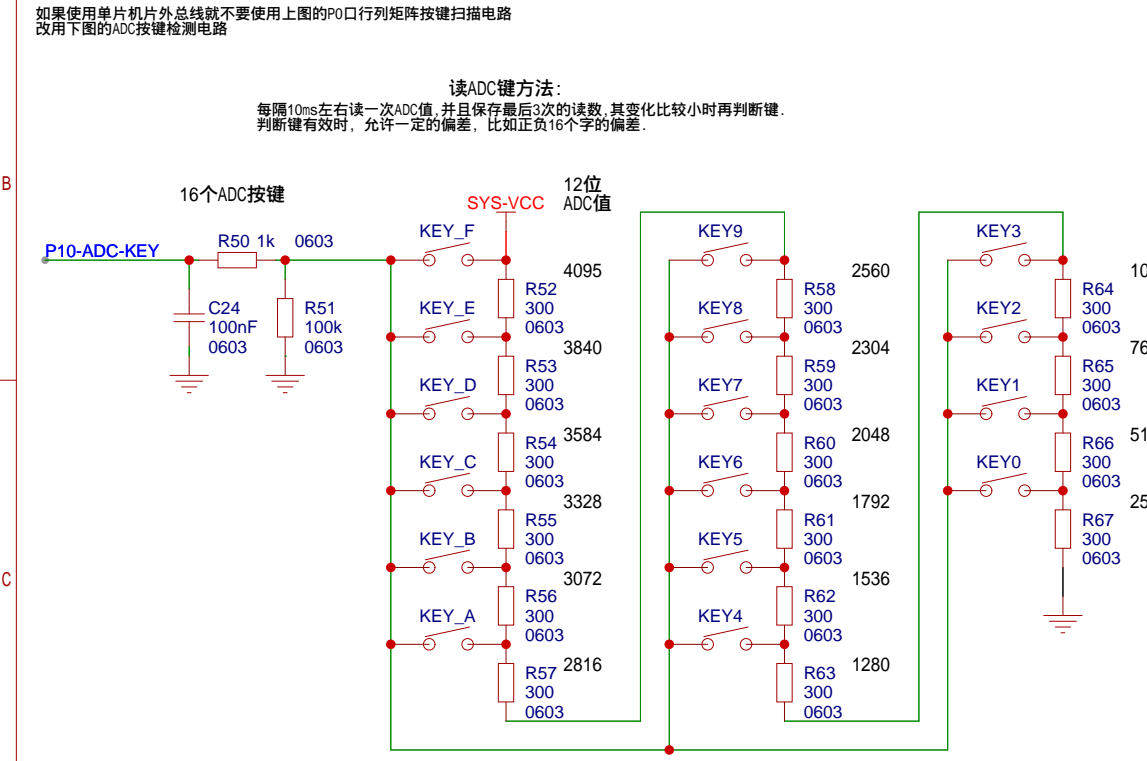 如果使用单片机片外总线就不要使用上图的P0口行列矩阵按键扫描电路
改用下图的ADC按键检测电路
读ADC键方法:
每隔10ms左右读一次ADC值,并且保存最后3次的读数,其变化比较小时再判断键.
判断键有效时, 允许一定的偏差, 比如正负16个字的偏差.
B
C
16个ADC按键
12位
ADC值
SYS-VCC
P10-ADC-KEY
R50 1k 0603
C24
100nF
0603
R51
100k
0603
KEY_F
4095
R52
300
0603
KEY_E
3840
R53
300
0603
KEY_D
3584
R54
300
0603
KEY_C
3328
R55
300
0603
KEY_B
3072
R56
300
0603
KEY_A
2816
R57
300
0603
KEY9
2560
R58
300
0603
KEY8
2304
R59
300
0603
KEY7
2048
R60
300
0603
KEY6
1792
R61
300
0603
KEY5
1536
R62
300
0603
KEY4
1280
R63
300
0603
KEY3
10
R64
300
0603
KEY2
76
R65
300
0603
KEY1
51
R66
300
0603
KEY0
25
R67
300
0603